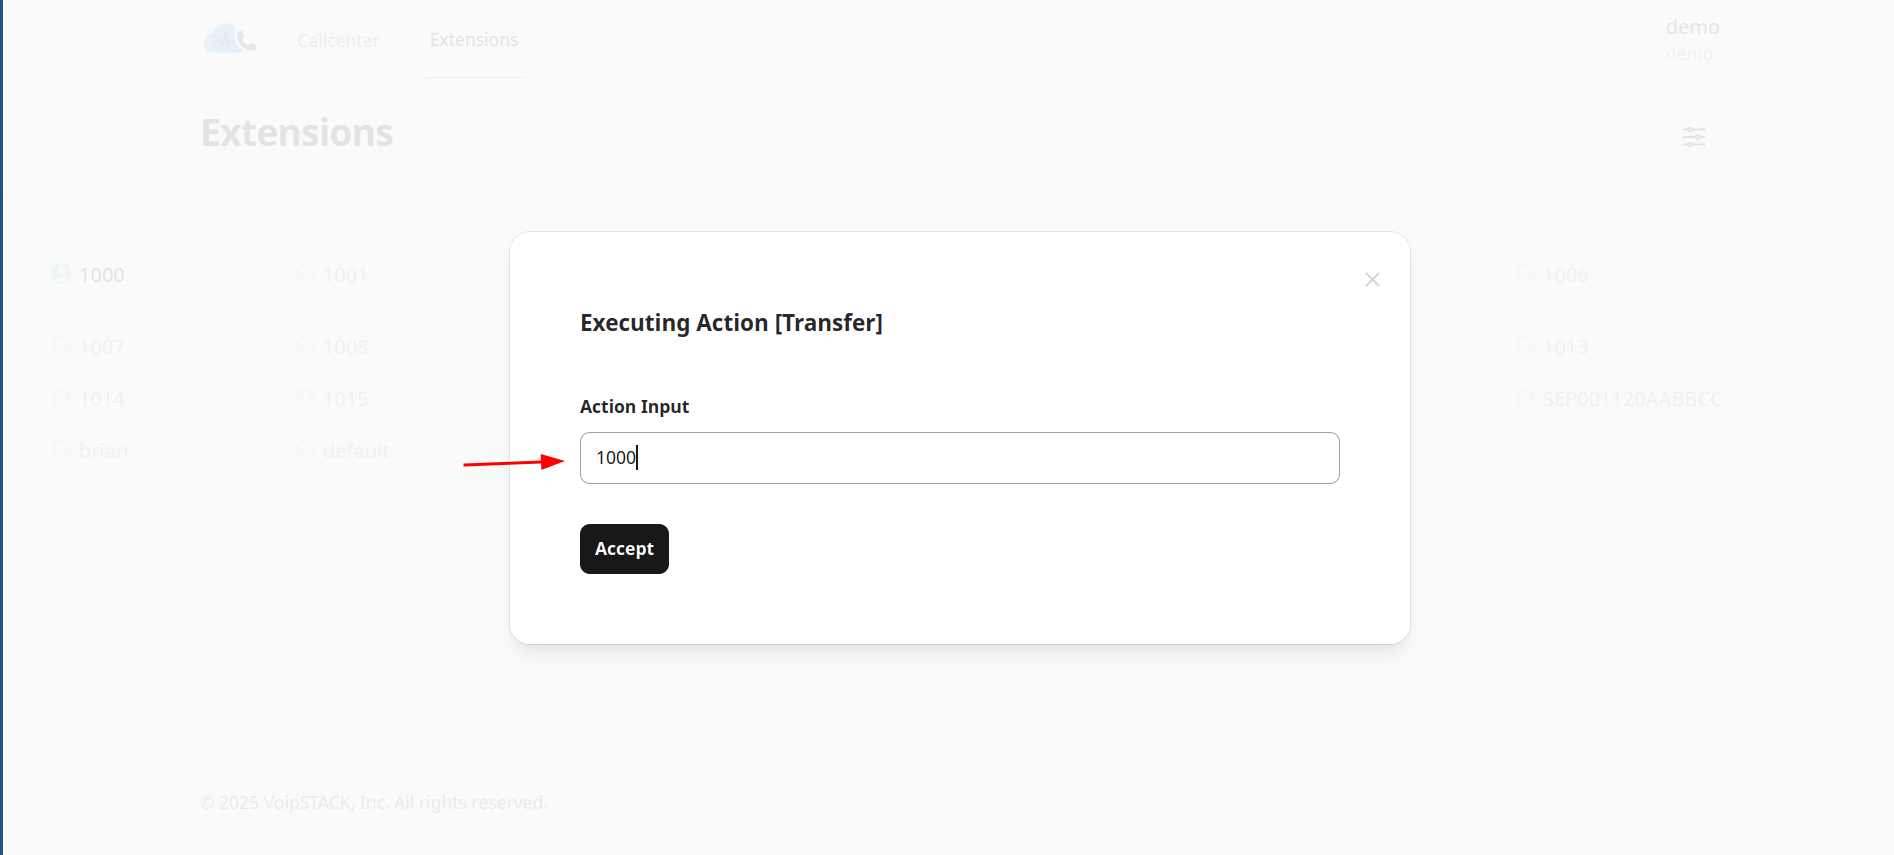 Callcenter Extensions demo
demo
Extensions
1000 1001 1006
Executing Action [Transfer]
1007 1008 1013
1014 1015 SEP001120AABBCC
Action Input
brian default
1000
Accept
© 2025 VoipSTACK, Inc. All rights reserved.